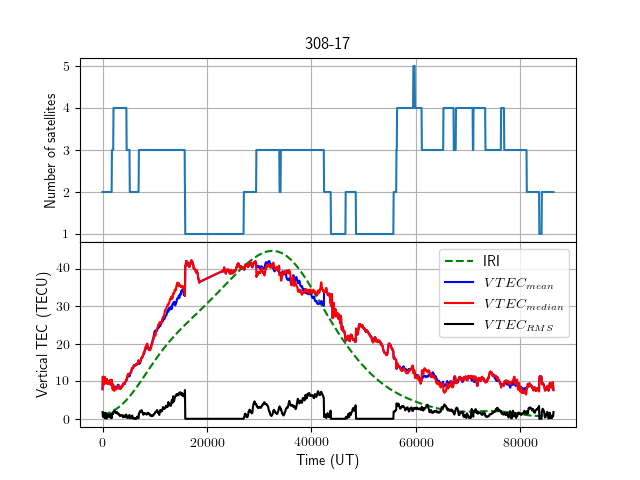 308-17
Number of satellites
5
4
3
2
1
Vertical TEC (TECU)
40
30
20
10
0
IRI
VTEC_mean
VTEC_median
VTEC_RMS
0 20000 40000 60000 80000
Time (UT)